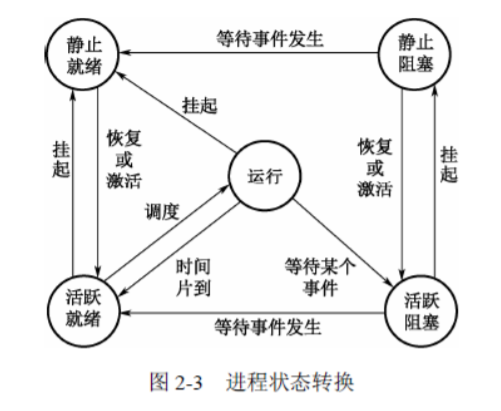 静止
就绪
等待事件发生
静止
阻塞
挂起
挂
起
恢复
或
激活
运行
恢复
或
激活
挂
起
调度
时间
片到
等待某个
事件
活跃
就绪
等待事件发生
活跃
阻塞
图 2-3 进程状态转换